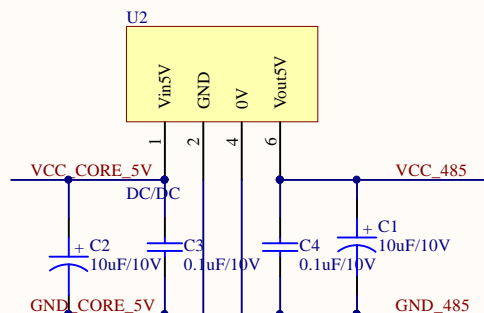 U2
Vin5V
GND
0V
Vout5V
1
2
4
6
VCC_CORE_5V
VCC_485
DC/DC
C2
10uF/10V
C3
0.1uF/10V
C4
0.1uF/10V
C1
10uF/10V
+
+
GND_CORE_5V
GND_485